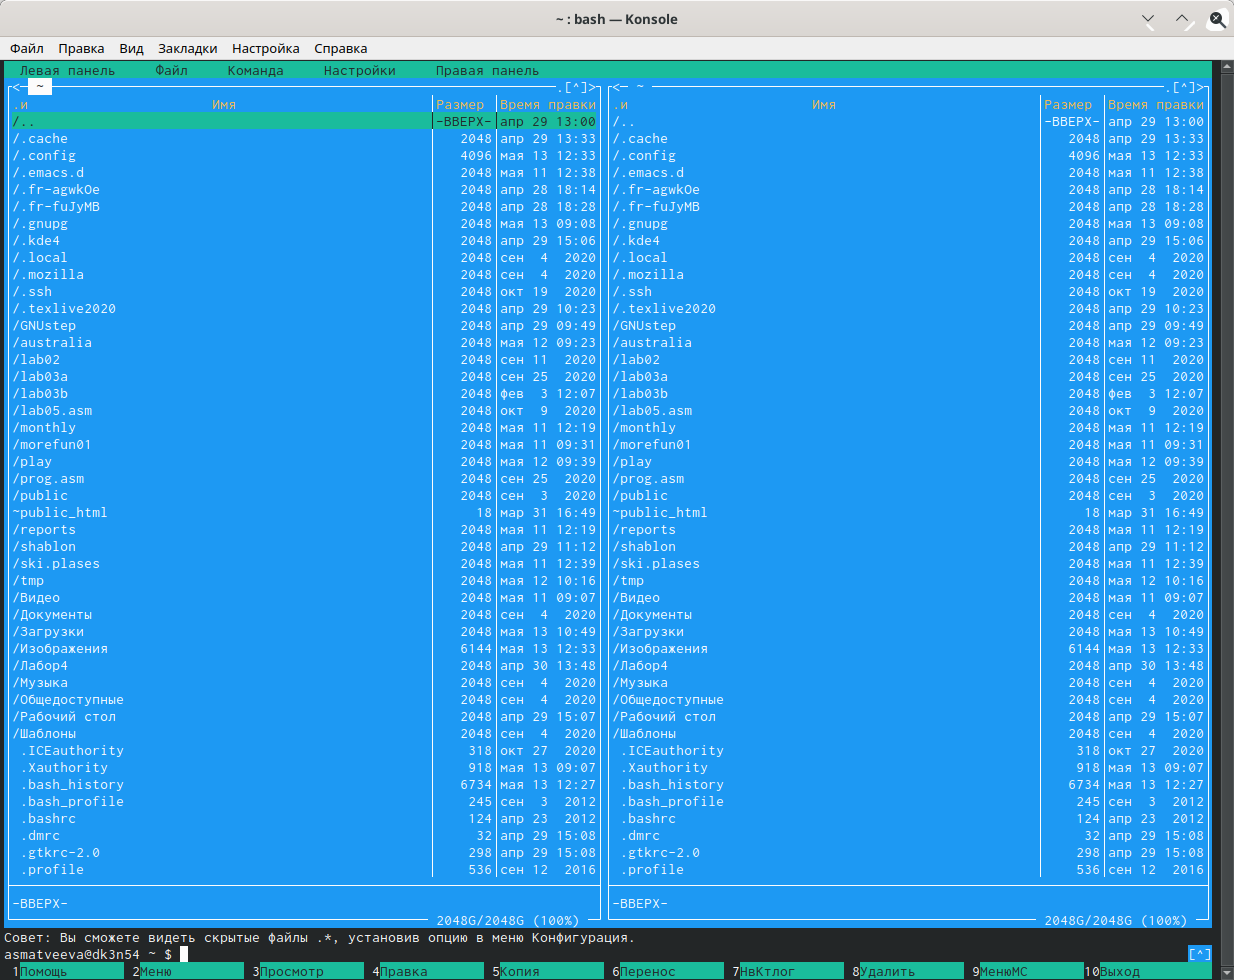 ~ : bash — Konsole
Файл Правка Вид Закладки Настройка Справка
Левая панель Файл Команда Настройки Правая панель
<─ ~ .[^]> <─ ~ .[^]>
.и Имя Размер Время правки .и Имя Размер Время правки
/.. -ВВЕРХ- апр 29 13:00 /.. -ВВЕРХ- апр 29 13:00
/.cache 2048 апр 29 13:33 /.cache 2048 апр 29 13:33
/.config 4096 мая 13 12:33 /.config 4096 мая 13 12:33
/.emacs.d 2048 мая 11 12:38 /.emacs.d 2048 мая 11 12:38
/.fr-agwkOe 2048 апр 28 18:14 /.fr-agwkOe 2048 апр 28 18:14
/.fr-fuJyMB 2048 апр 28 18:28 /.fr-fuJyMB 2048 апр 28 18:28
/.gnupg 2048 мая 13 09:08 /.gnupg 2048 мая 13 09:08
/.kde4 2048 апр 29 15:06 /.kde4 2048 апр 29 15:06
/.local 2048 сен 4 2020 /.local 2048 сен 4 2020
/.mozilla 2048 сен 4 2020 /.mozilla 2048 сен 4 2020
/.ssh 2048 окт 19 2020 /.ssh 2048 окт 19 2020
/.texlive2020 2048 апр 29 10:23 /.texlive2020 2048 апр 29 10:23
/GNUstep 2048 апр 29 09:49 /GNUstep 2048 апр 29 09:49
/australia 2048 мая 12 09:23 /australia 2048 мая 12 09:23
/lab02 2048 сен 11 2020 /lab02 2048 сен 11 2020
/lab03a 2048 сен 25 2020 /lab03a 2048 сен 25 2020
/lab03b 2048 фев 3 12:07 /lab03b 2048 фев 3 12:07
/lab05.asm 2048 окт 9 2020 /lab05.asm 2048 окт 9 2020
/monthly 2048 мая 11 12:19 /monthly 2048 мая 11 12:19
/morefun01 2048 мая 11 09:31 /morefun01 2048 мая 11 09:31
/play 2048 мая 12 09:39 /play 2048 мая 12 09:39
/prog.asm 2048 сен 25 2020 /prog.asm 2048 сен 25 2020
/public 2048 сен 3 2020 /public 2048 сен 3 2020
~public_html 18 мар 31 16:49 ~public_html 18 мар 31 16:49
/reports 2048 мая 11 12:19 /reports 2048 мая 11 12:19
/shablon 2048 апр 29 11:12 /shablon 2048 апр 29 11:12
/ski.plases 2048 мая 11 12:39 /ski.plases 2048 мая 11 12:39
/tmp 2048 мая 12 10:16 /tmp 2048 мая 12 10:16
/Видео 2048 мая 11 09:07 /Видео 2048 мая 11 09:07
/Документы 2048 сен 4 2020 /Документы 2048 сен 4 2020
/Загрузки 2048 мая 13 10:49 /Загрузки 2048 мая 13 10:49
/Изображения 6144 мая 13 12:33 /Изображения 6144 мая 13 12:33
/Лабор4 2048 апр 30 13:48 /Лабор4 2048 апр 30 13:48
/Музыка 2048 сен 4 2020 /Музыка 2048 сен 4 2020
/Общедоступные 2048 сен 4 2020 /Общедоступные 2048 сен 4 2020
/Рабочий стол 2048 апр 29 15:07 /Рабочий стол 2048 апр 29 15:07
/Шаблоны 2048 сен 4 2020 /Шаблоны 2048 сен 4 2020
.ICEauthority 318 окт 27 2020 .ICEauthority 318 окт 27 2020
.Xauthority 918 мая 13 09:07 .Xauthority 918 мая 13 09:07
.bash_history 6734 мая 13 12:27 .bash_history 6734 мая 13 12:27
.bash_profile 245 сен 3 2012 .bash_profile 245 сен 3 2012
.bashrc 124 апр 23 2012 .bashrc 124 апр 23 2012
.dmrc 32 апр 29 15:08 .dmrc 32 апр 29 15:08
.gtkrc-2.0 298 апр 29 15:08 .gtkrc-2.0 298 апр 29 15:08
.profile 536 сен 12 2016 .profile 536 сен 12 2016
-ВВЕРХ- -ВВЕРХ-
2048G/2048G (100%) 2048G/2048G (100%)
Совет: Вы сможете видеть скрытые файлы .*, установив опцию в меню Конфигурация.
asmatveeva@dk3n54 ~ $ [^]
1Помощь 2Меню 3Просмотр 4Правка 5Копия 6Перенос 7НвКтлог 8Удалить 9МенюMC 10Выход